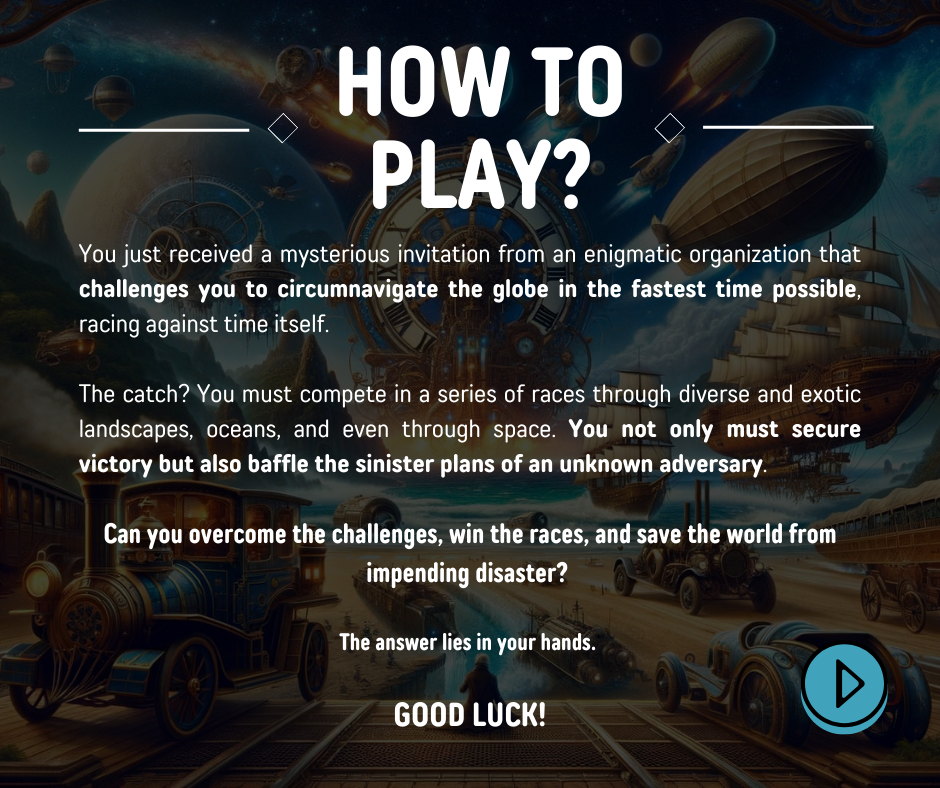 HOW TO
PLAY?
You just received a mysterious invitation from an enigmatic organization that
challenges you to circumnavigate the globe in the fastest time possible,
racing against time itself.
The catch? You must compete in a series of races through diverse and exotic
landscapes, oceans, and even through space. You not only must secure
victory but also baffle the sinister plans of an unknown adversary.
Can you overcome the challenges, win the races, and save the world from
impending disaster?
The answer lies in your hands.
GOOD LUCK!